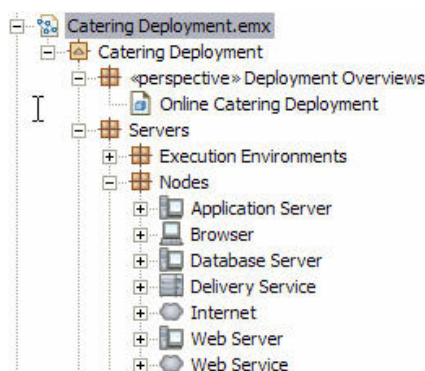 Catering Deployment.emx
Catering Deployment
«perspective» Deployment Overviews
Online Catering Deployment
Servers
Execution Environments
Nodes
Application Server
Browser
Database Server
Delivery Service
Internet
Web Server
Web Service